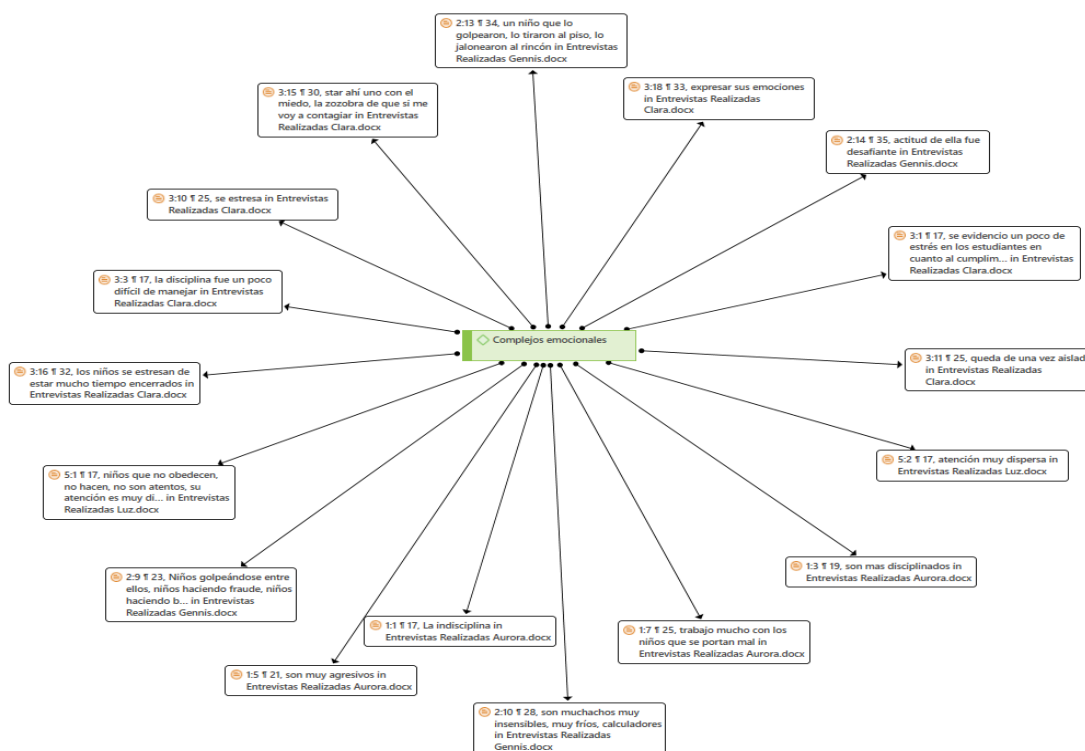 2:13 ¶ 34, un niño que lo
golpearon, lo tiraron al piso, lo
jalonearon al rincón in Entrevistas
Realizadas Gennis.docx
3:15 ¶ 30, star ahí uno con el
miedo, la zozobra de que si me
voy a contagiar in Entrevistas
Realizadas Clara.docx
3:18 ¶ 33, expresar sus emociones
in Entrevistas Realizadas
Clara.docx
2:14 ¶ 35, actitud de ella fue
desafiante in Entrevistas
Realizadas Gennis.docx
3:10 ¶ 25, se estresa in Entrevistas
Realizadas Clara.docx
3:1 ¶ 17, se evidencio un poco de
estrés en los estudiantes en
cuanto al cumplim... in Entrevistas
Realizadas Clara.docx
3:3 ¶ 17, la disciplina fue un poco
difícil de manejar in Entrevistas
Realizadas Clara.docx
Complejos emocionales
3:16 ¶ 32, los niños se estresan de
estar mucho tiempo encerrados in
Entrevistas Realizadas Clara.docx
3:11 ¶ 25, queda de una vez aislad
in Entrevistas Realizadas
Clara.docx
5:1 ¶ 17, niños que no obedecen,
no hacen, no son atentos, su
atención es muy di... in Entrevistas
Realizadas Luz.docx
5:2 ¶ 17, atención muy dispersa in
Entrevistas Realizadas Luz.docx
2:9 ¶ 23, Niños golpeándose entre
ellos, niños haciendo fraude, niños
haciendo b... in Entrevistas
Realizadas Gennis.docx
1:3 ¶ 19, son mas disciplinados in
Entrevistas Realizadas Aurora.docx
1:1 ¶ 17, La indisciplina in
Entrevistas Realizadas Aurora.docx
1:7 ¶ 25, trabajo mucho con los
niños que se portan mal in
Entrevistas Realizadas Aurora.docx
1:5 ¶ 21, son muy agresivos in
Entrevistas Realizadas Aurora.docx
2:10 ¶ 28, son muchachos muy
insensibles, muy fríos, calculadores
in Entrevistas Realizadas
Gennis.docx